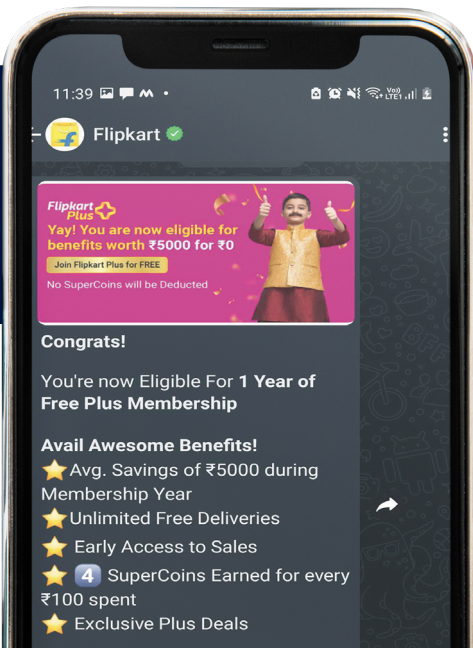 11:39
Vo))
LTE1
Flipkart
Flipkart
Plus
Yay! You are now eligible for
benefits worth ₹5000 for ₹0
Join Flipkart Plus for FREE
No SuperCoins will be Deducted
Congrats!
You're now Eligible For 1 Year of
Free Plus Membership
Avail Awesome Benefits!
⭐Avg. Savings of ₹5000 during
Membership Year
⭐Unlimited Free Deliveries
⭐ Early Access to Sales
⭐ 4️⃣ SuperCoins Earned for every
₹100 spent
⭐ Exclusive Plus Deals